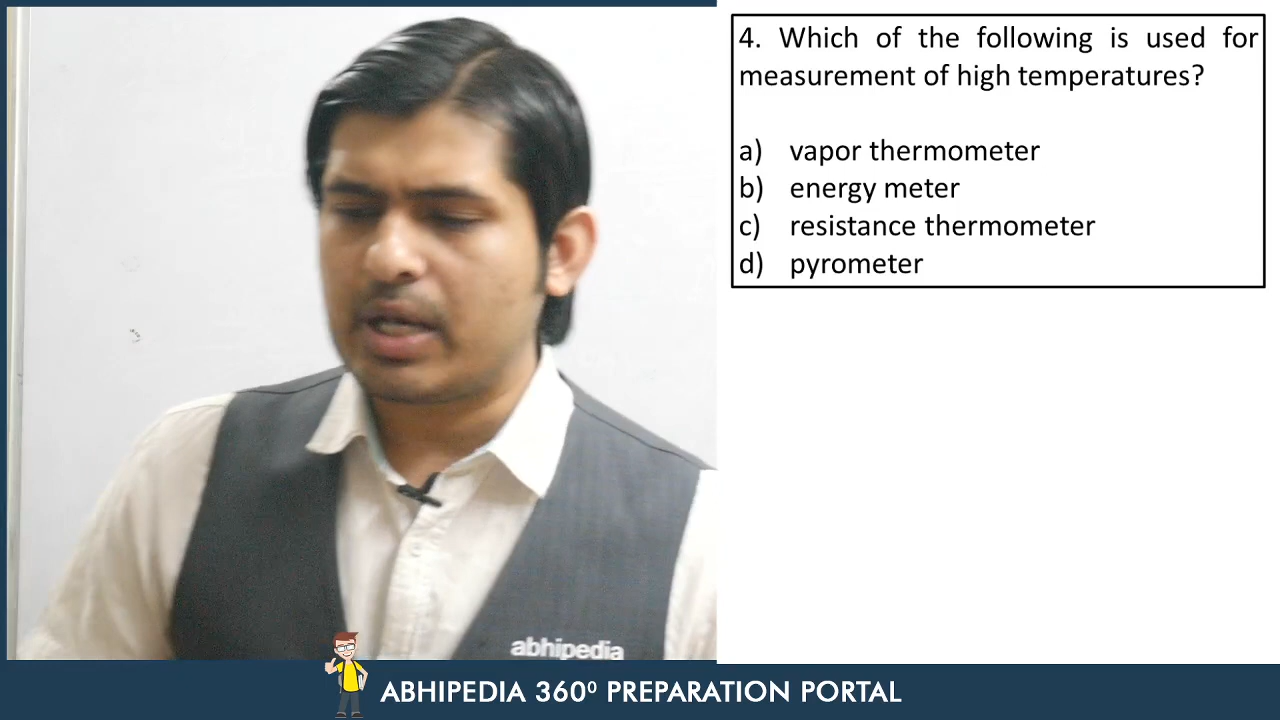 4. Which of the following is used for
measurement of high temperatures?
a) vapor thermometer
b) energy meter
c) resistance thermometer
d) pyrometer
abhipedia
ABHIPEDIA 360⁰ PREPARATION PORTAL